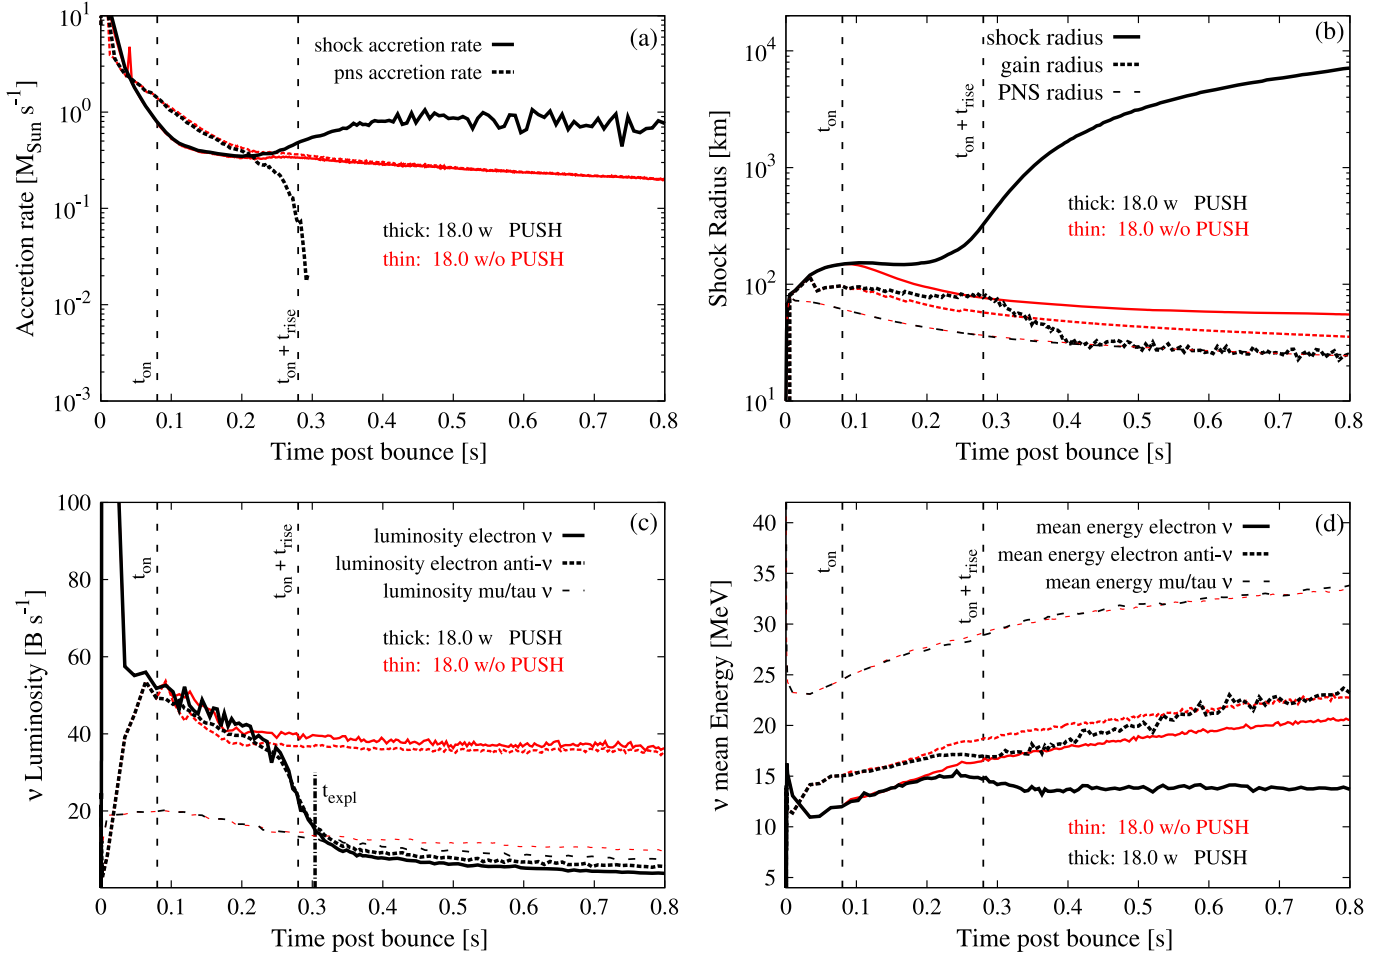 (a)
shock accretion rate
pns accretion rate
thick: 18.0 w PUSH
thin: 18.0 w/o PUSH
t_on
t_on + t_rise
Accretion rate [M_Sun s^-1]
10^1
10^0
10^-1
10^-2
10^-3
0 0.1 0.2 0.3 0.4 0.5 0.6 0.7 0.8
Time post bounce [s]
(b)
shock radius
gain radius
PNS radius
t_on
t_on + t_rise
thick: 18.0 w PUSH
thin: 18.0 w/o PUSH
Shock Radius [km]
10^4
10^3
10^2
10^1
0 0.1 0.2 0.3 0.4 0.5 0.6 0.7 0.8
Time post bounce [s]
(c)
luminosity electron ν
luminosity electron anti-ν
luminosity mu/tau ν
thick: 18.0 w PUSH
thin: 18.0 w/o PUSH
t_on
t_on + t_rise
t_expl
ν Luminosity [B s^-1]
100
80
60
40
20
0 0.1 0.2 0.3 0.4 0.5 0.6 0.7 0.8
Time post bounce [s]
(d)
mean energy electron ν
mean energy electron anti-ν
mean energy mu/tau ν
t_on
t_on + t_rise
thin: 18.0 w/o PUSH
thick: 18.0 w PUSH
ν mean Energy [MeV]
40
35
30
25
20
15
10
5
0 0.1 0.2 0.3 0.4 0.5 0.6 0.7 0.8
Time post bounce [s]